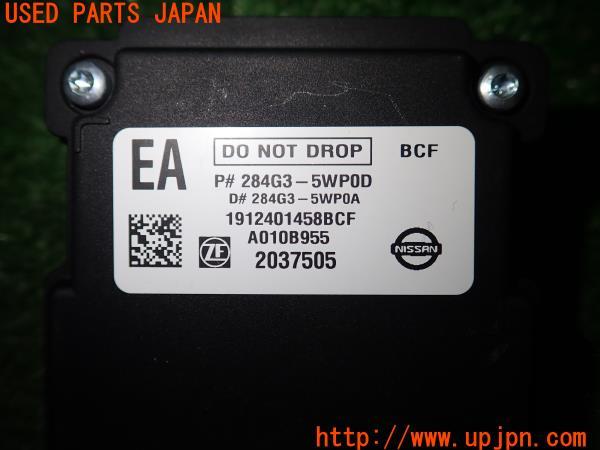 USED PARTS JAPAN
EA
DO NOT DROP
BCF
P# 284G3-5WP0D
D# 284G3-5WP0A
1912401458BCF
A010B955
ZF
2037505
NISSAN
UPJ
http://
www.upjpn.com